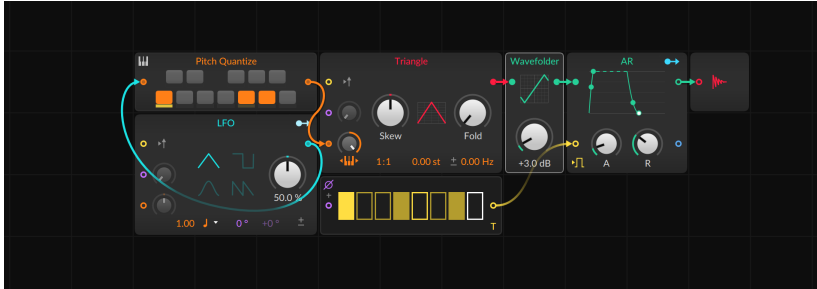 Pitch Quantize
Triangle
Wavefolder
AR
LFO
Skew
Fold
1:1
0.00 st
± 0.00 Hz
+3.0 dB
A
R
50.0 %
1.00
0 °
+0 °
±
T